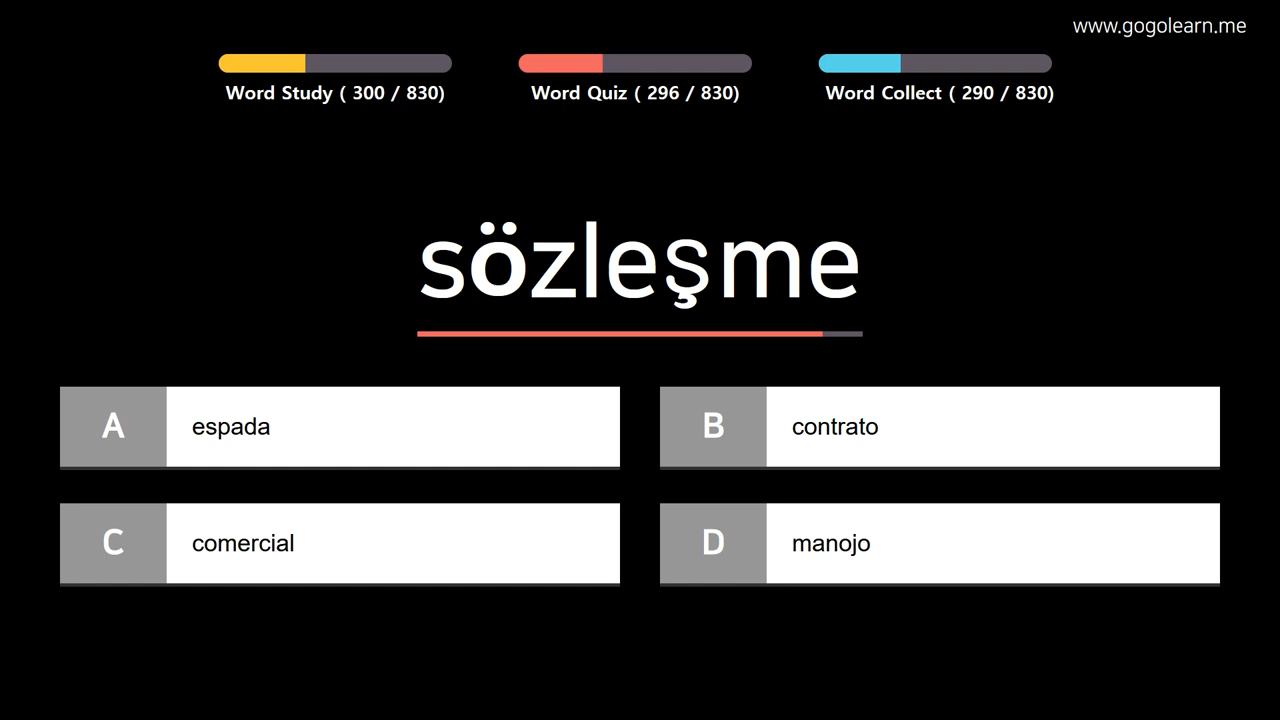 www.gogolearn.me
Word Study ( 300 / 830)
Word Quiz ( 296 / 830)
Word Collect ( 290 / 830)
sözleşme
A espada
B contrato
C comercial
D manojo